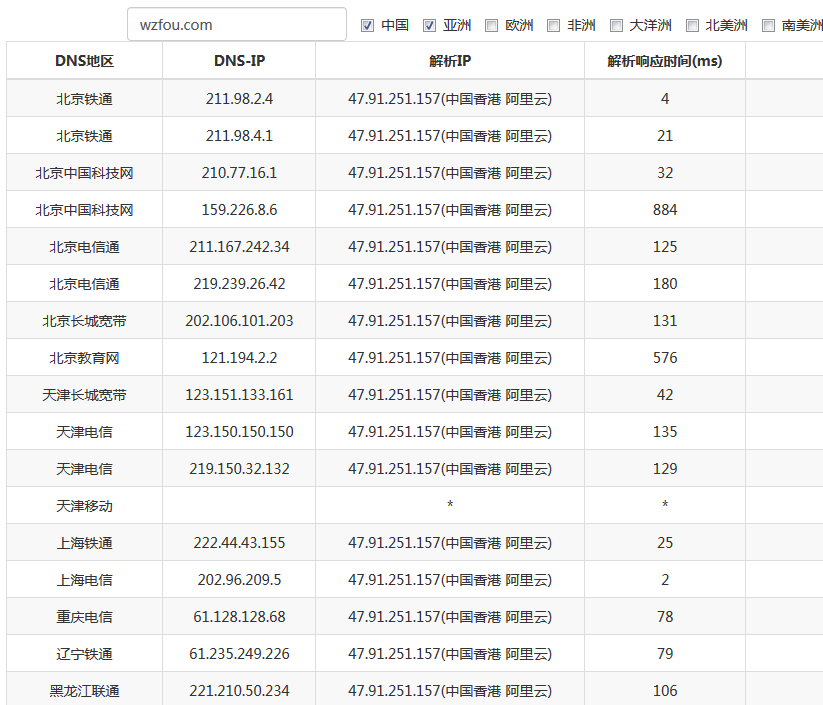 wzfou.com 中国 亚洲 欧洲 非洲 大洋洲 北美洲 南美洲
DNS地区 DNS-IP 解析IP 解析响应时间(ms)
北京铁通 211.98.2.4 47.91.251.157(中国香港 阿里云) 4
北京铁通 211.98.4.1 47.91.251.157(中国香港 阿里云) 21
北京中国科技网 210.77.16.1 47.91.251.157(中国香港 阿里云) 32
北京中国科技网 159.226.8.6 47.91.251.157(中国香港 阿里云) 884
北京电信通 211.167.242.34 47.91.251.157(中国香港 阿里云) 125
北京电信通 219.239.26.42 47.91.251.157(中国香港 阿里云) 180
北京长城宽带 202.106.101.203 47.91.251.157(中国香港 阿里云) 131
北京教育网 121.194.2.2 47.91.251.157(中国香港 阿里云) 576
天津长城宽带 123.151.133.161 47.91.251.157(中国香港 阿里云) 42
天津电信 123.150.150.150 47.91.251.157(中国香港 阿里云) 135
天津电信 219.150.32.132 47.91.251.157(中国香港 阿里云) 129
天津移动 * *
上海铁通 222.44.43.155 47.91.251.157(中国香港 阿里云) 25
上海电信 202.96.209.5 47.91.251.157(中国香港 阿里云) 2
重庆电信 61.128.128.68 47.91.251.157(中国香港 阿里云) 78
辽宁铁通 61.235.249.226 47.91.251.157(中国香港 阿里云) 79
黑龙江联通 221.210.50.234 47.91.251.157(中国香港 阿里云) 106